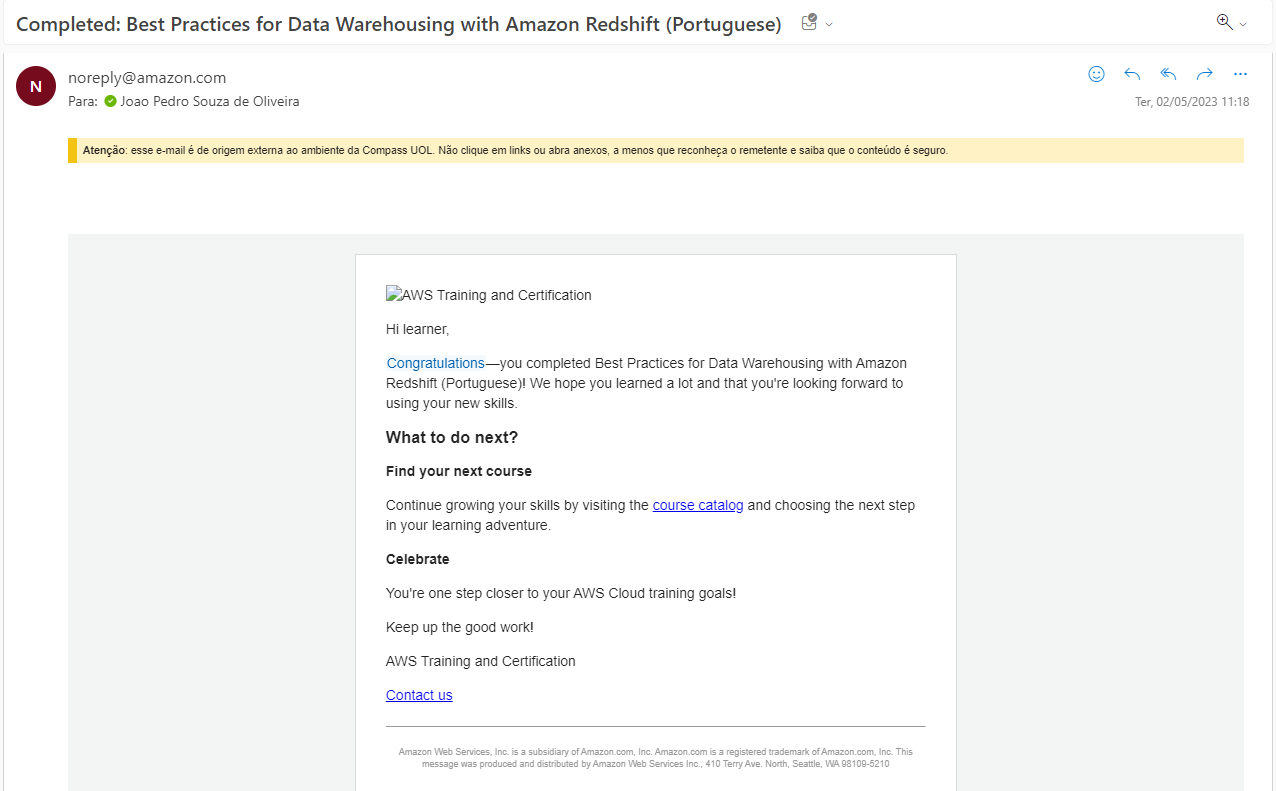 Completed: Best Practices for Data Warehousing with Amazon Redshift (Portuguese)
N
noreply@amazon.com
Para: Joao Pedro Souza de Oliveira
Ter, 02/05/2023 11:18
Atenção: esse e-mail é de origem externa ao ambiente da Compass UOL. Não clique em links ou abra anexos, a menos que reconheça o remetente e saiba que o conteúdo é seguro.
AWS Training and Certification
Hi learner,
Congratulations—you completed Best Practices for Data Warehousing with Amazon
Redshift (Portuguese)! We hope you learned a lot and that you're looking forward to
using your new skills.
What to do next?
Find your next course
Continue growing your skills by visiting the course catalog and choosing the next step
in your learning adventure.
Celebrate
You're one step closer to your AWS Cloud training goals!
Keep up the good work!
AWS Training and Certification
Contact us
Amazon Web Services, Inc. is a subsidiary of Amazon.com, Inc. Amazon.com is a registered trademark of Amazon.com, Inc. This
message was produced and distributed by Amazon Web Services Inc., 410 Terry Ave. North, Seattle, WA 98109-5210